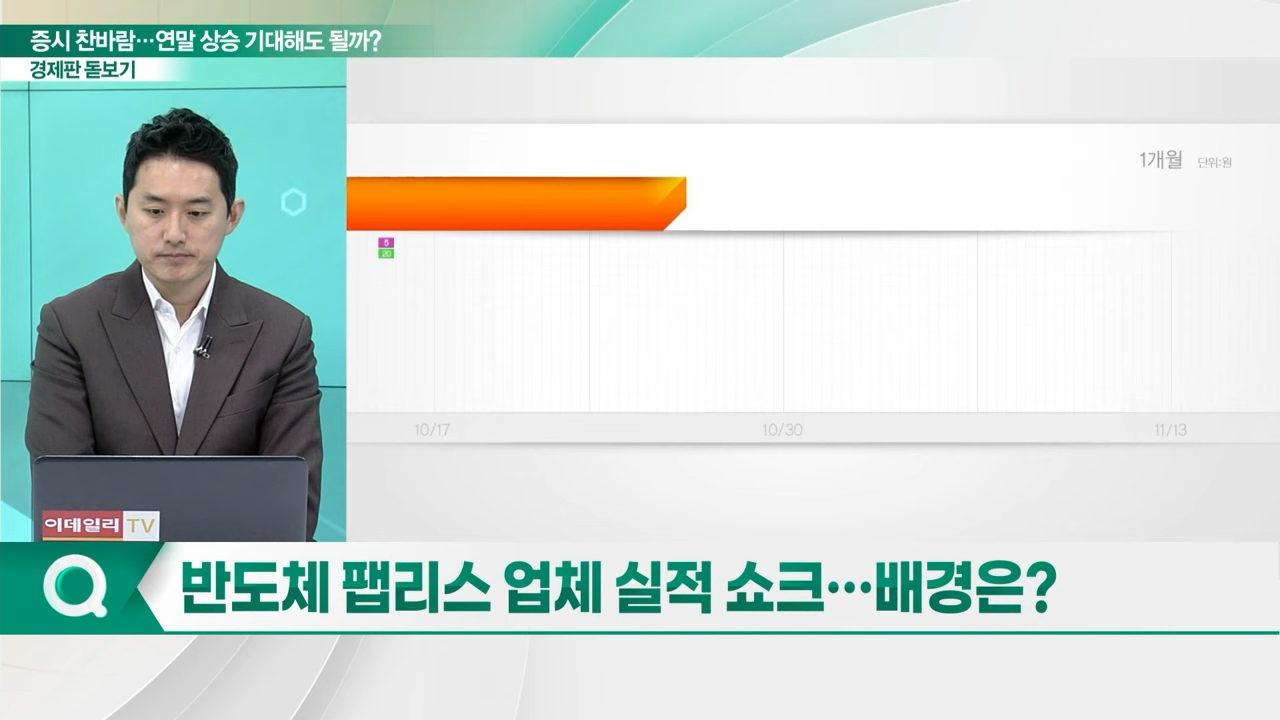 증시 찬바람…연말 상승 기대해도 될까?
경제판 돋보기
1개월 단위:원
5
20
10/17 10/30 11/13
이데일리 TV
반도체 팹리스 업체 실적 쇼크…배경은?